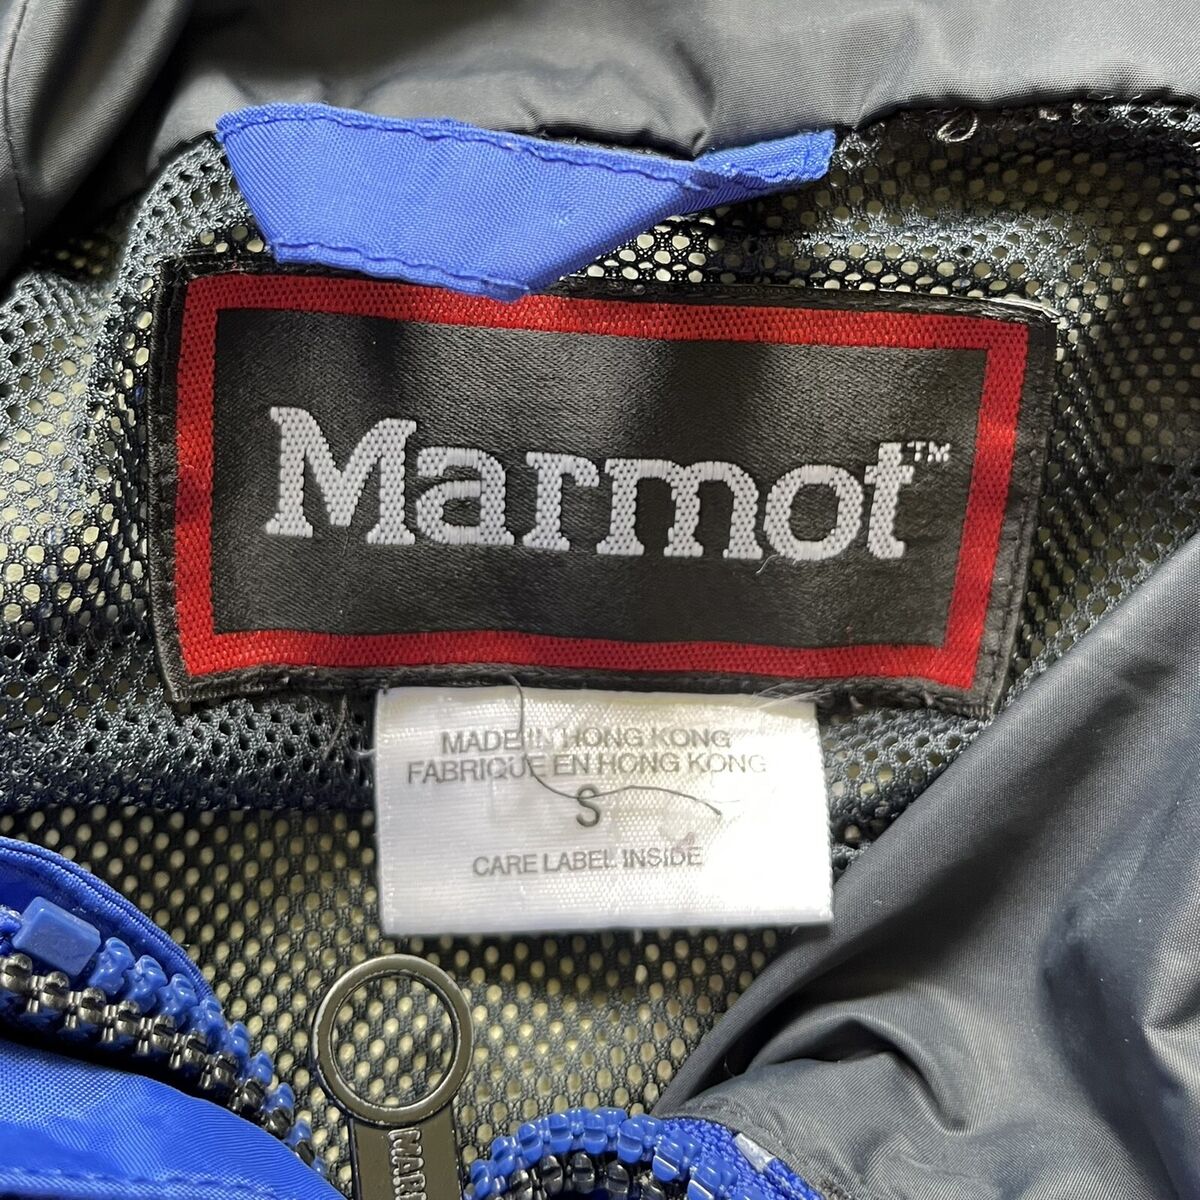 Marmot™
MADE IN HONG KONG
FABRIQUE EN HONG KONG
S
CARE LABEL INSIDE